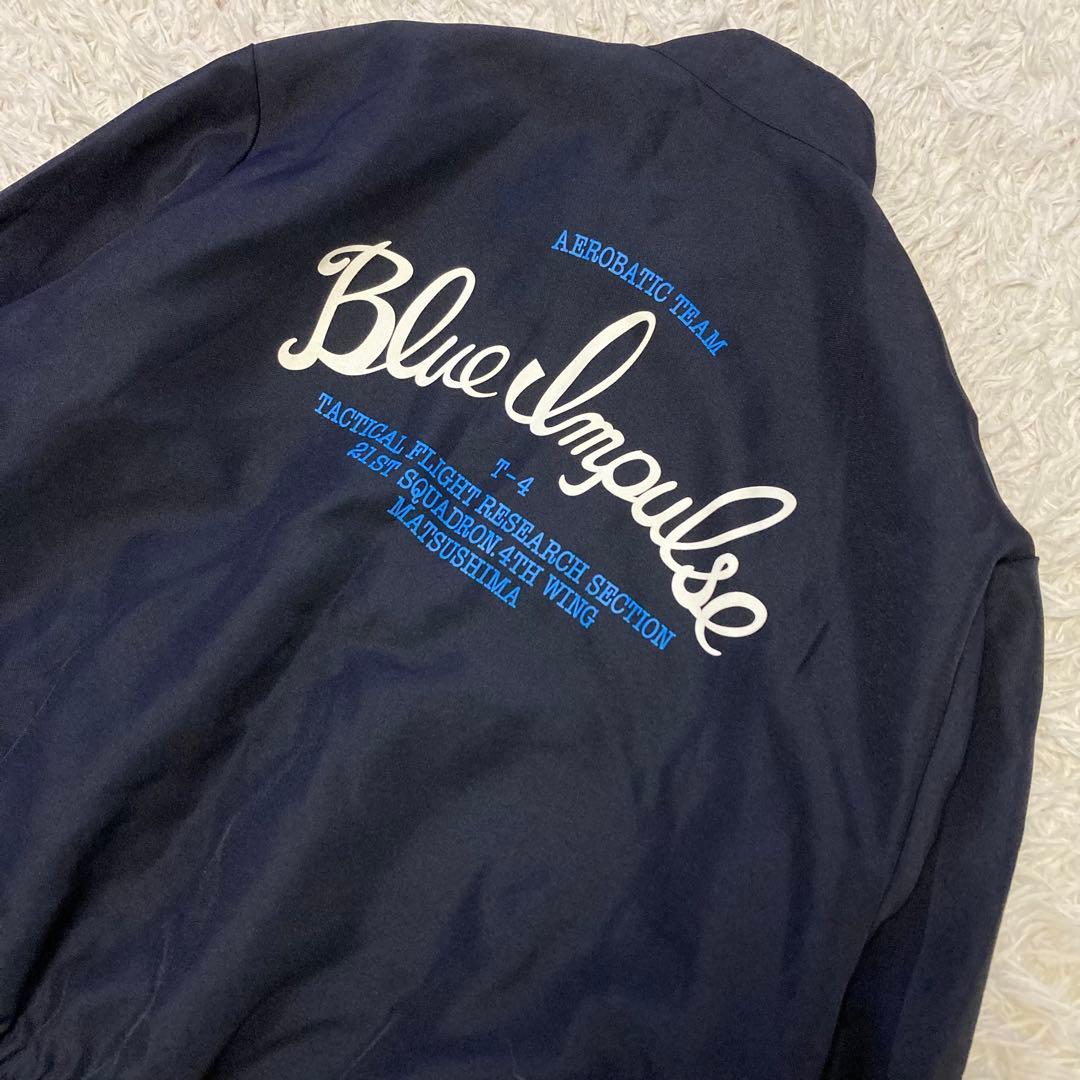 AEROBATIC TEAM
Blue Impulse
T-4
TACTICAL FLIGHT RESEARCH SECTION
21ST SQUADRON. 4TH WING
MATSUSHIMA